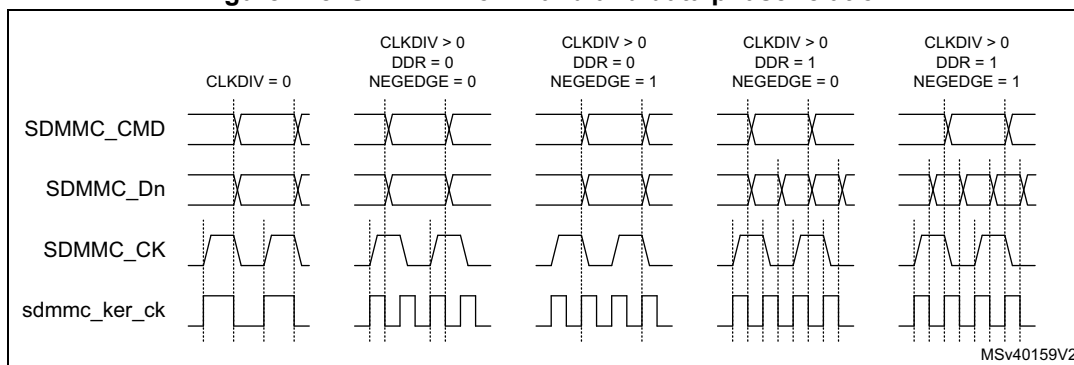 CLKDIV = 0
CLKDIV > 0
DDR = 0
NEGEDGE = 0
CLKDIV > 0
DDR = 0
NEGEDGE = 1
CLKDIV > 0
DDR = 1
NEGEDGE = 0
CLKDIV > 0
DDR = 1
NEGEDGE = 1
SDMMC_CMD
SDMMC_Dn
SDMMC_CK
sdmmc_ker_ck
MSv40159V2